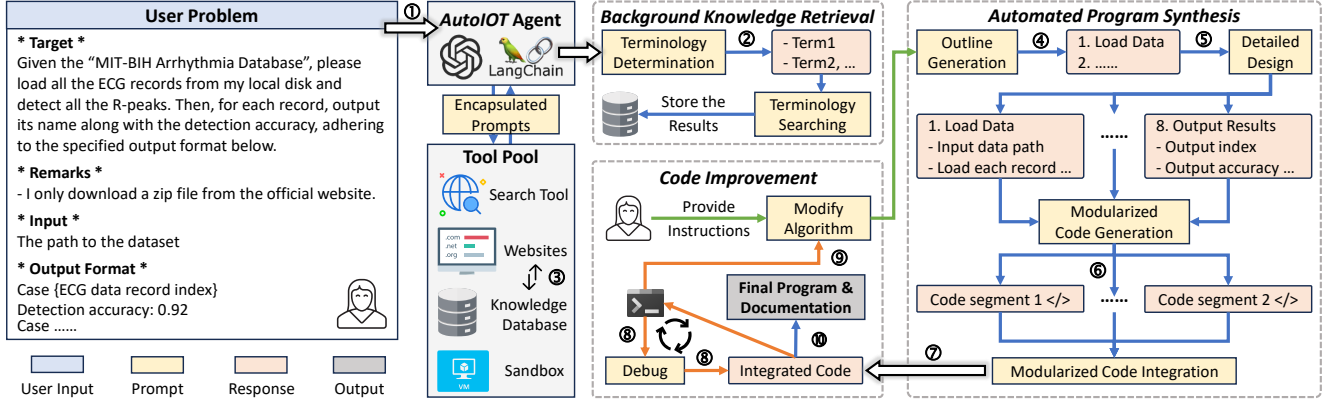 User Problem
* Target *
Given the “MIT-BIH Arrhythmia Database”, please
load all the ECG records from my local disk and
detect all the R-peaks. Then, for each record, output
its name along with the detection accuracy, adhering
to the specified output format below.
* Remarks *
- I only download a zip file from the official website.
* Input *
The path to the dataset
* Output Format *
Case {ECG data record index}
Detection accuracy: 0.92
Case ......
User Input
Prompt
Response
Output
①
AutoIOT Agent
LangChain
Encapsulated
Prompts
Tool Pool
Search Tool
.com
.net
.org
Websites
③
Knowledge
Database
VM
Sandbox
Background Knowledge Retrieval
Terminology
Determination
②
- Term1
- Term2, ...
Store the
Results
Terminology
Searching
Code Improvement
Provide
Instructions
Modify
Algorithm
⑨
Final Program &
Documentation
⑧
⑧
⑩
Debug
Integrated Code
⑦
Automated Program Synthesis
Outline
Generation
④
1. Load Data
2. ......
⑤
Detailed
Design
1. Load Data
- Input data path
- Load each record ...
......
8. Output Results
- Output index
- Output accuracy ...
Modularized
Code Generation
⑥
Code segment 1 </>
......
Code segment 2 </>
Modularized Code Integration